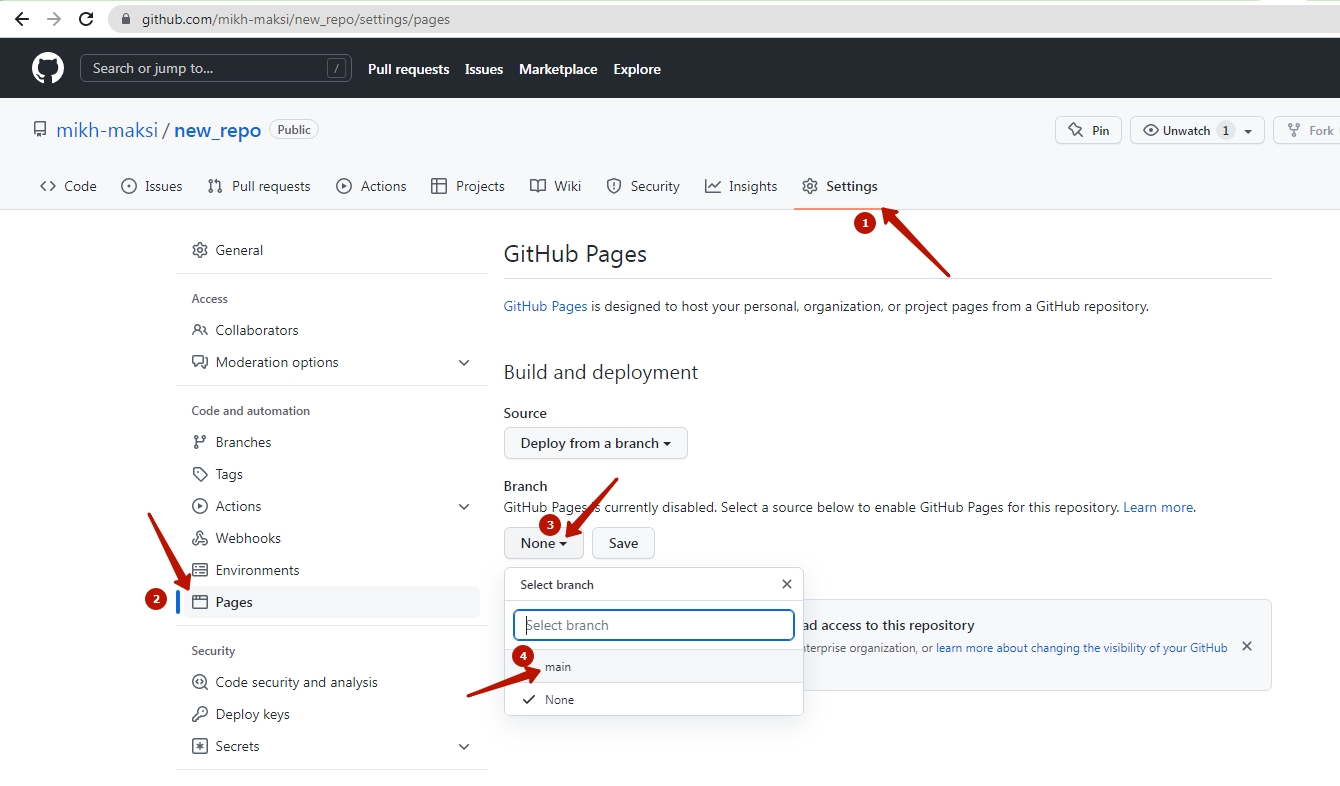 github.com/mikh-maksi/new_repo/settings/pages
Search or jump to... / Pull requests Issues Marketplace Explore
mikh-maksi / new_repo Public Pin Unwatch 1 Fork
Code Issues Pull requests Actions Projects Wiki Security Insights Settings
1
General
GitHub Pages
Access
GitHub Pages is designed to host your personal, organization, or project pages from a GitHub repository.
Collaborators
Moderation options
Build and deployment
Code and automation
Source
Branches
Deploy from a branch
Tags
Branch
Actions
GitHub Pages is currently disabled. Select a source below to enable GitHub Pages for this repository. Learn more.
3
Webhooks
None Save
Environments
Select branch
2
Pages
Select branch
ad access to this repository
Security
terprise organization, or learn more about changing the visibility of your GitHub
4
main
Code security and analysis
None
Deploy keys
Secrets